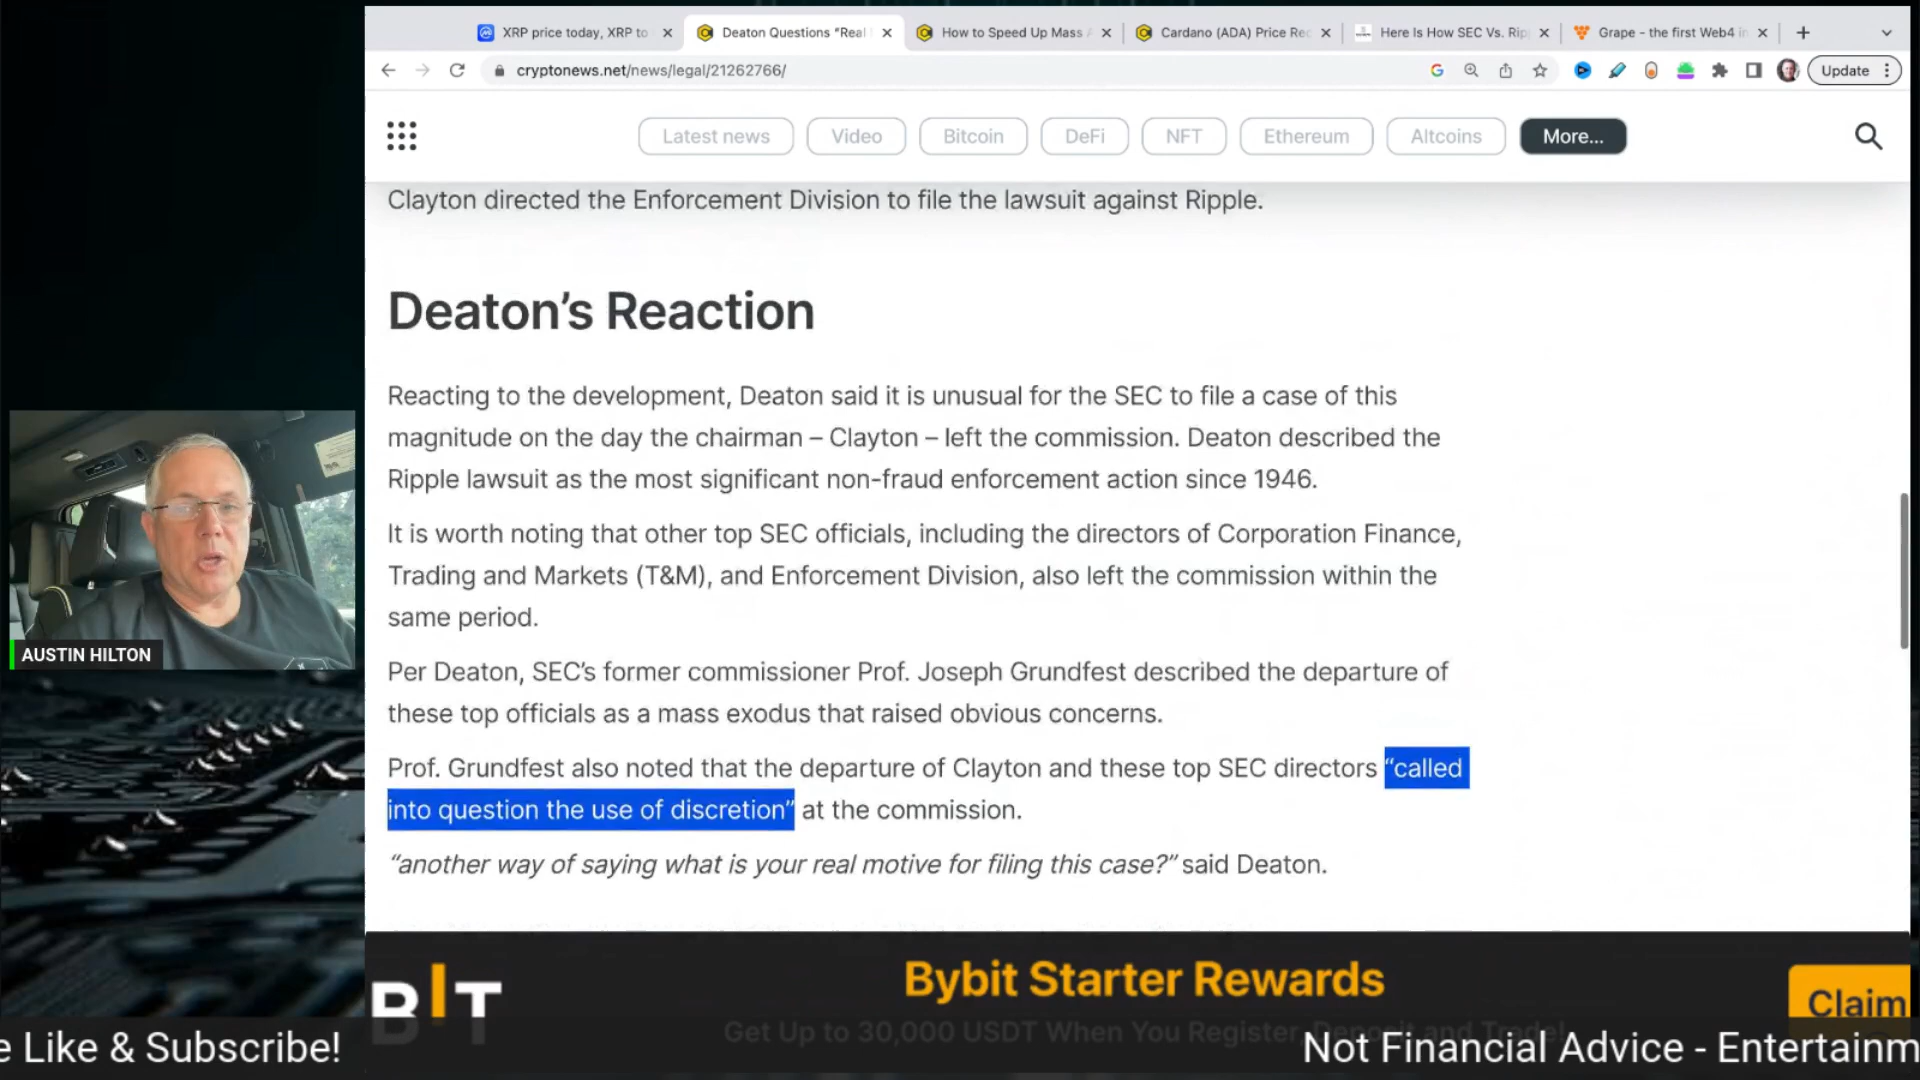 XRP price today, XRP to
Deaton Questions "Real
How to Speed Up Mass
Cardano (ADA) Price Rec
Here Is How SEC Vs. Rip
Grape - the first Web4 in
cryptonews.net/news/legal/21262766/
Update
Latest news
Video
Bitcoin
DeFi
NFT
Ethereum
Altcoins
More...
Clayton directed the Enforcement Division to file the lawsuit against Ripple.
Deaton's Reaction
Reacting to the development, Deaton said it is unusual for the SEC to file a case of this
magnitude on the day the chairman – Clayton – left the commission. Deaton described the
Ripple lawsuit as the most significant non-fraud enforcement action since 1946.
It is worth noting that other top SEC officials, including the directors of Corporation Finance,
Trading and Markets (T&M), and Enforcement Division, also left the commission within the
same period.
Per Deaton, SEC's former commissioner Prof. Joseph Grundfest described the departure of
these top officials as a mass exodus that raised obvious concerns.
Prof. Grundfest also noted that the departure of Clayton and these top SEC directors “called
into question the use of discretion” at the commission.
“another way of saying what is your real motive for filing this case?” said Deaton.
AUSTIN HILTON
BIT
Bybit Starter Rewards
Get Up to 30,000 USDT When You Register, Deposit and Trade!
Claim
e Like & Subscribe!
Not Financial Advice - Entertainm